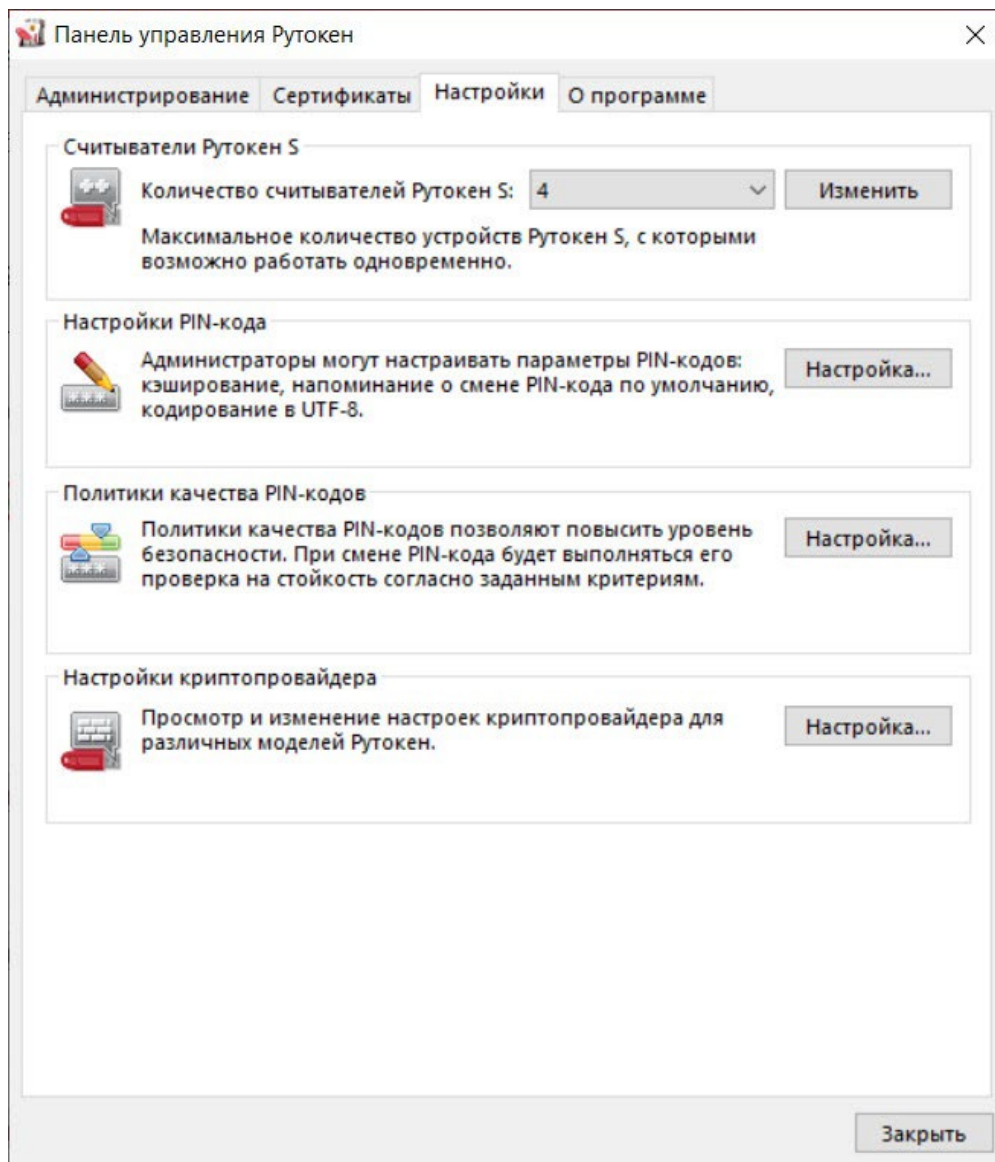 Панель управления Рутокен
Администрирование Сертификаты Настройки О программе
Считыватели Рутокен S
Количество считывателей Рутокен S: 4 Изменить
Максимальное количество устройств Рутокен S, с которыми
возможно работать одновременно.
Настройки PIN-кода
Администраторы могут настраивать параметры PIN-кодов:
кэширование, напоминание о смене PIN-кода по умолчанию,
кодирование в UTF-8.
Настройка...
Политики качества PIN-кодов
Политики качества PIN-кодов позволяют повысить уровень
безопасности. При смене PIN-кода будет выполняться его
проверка на стойкость согласно заданным критериям.
Настройка...
Настройки криптопровайдера
Просмотр и изменение настроек криптопровайдера для
различных моделей Рутокен.
Настройка...
Закрыть